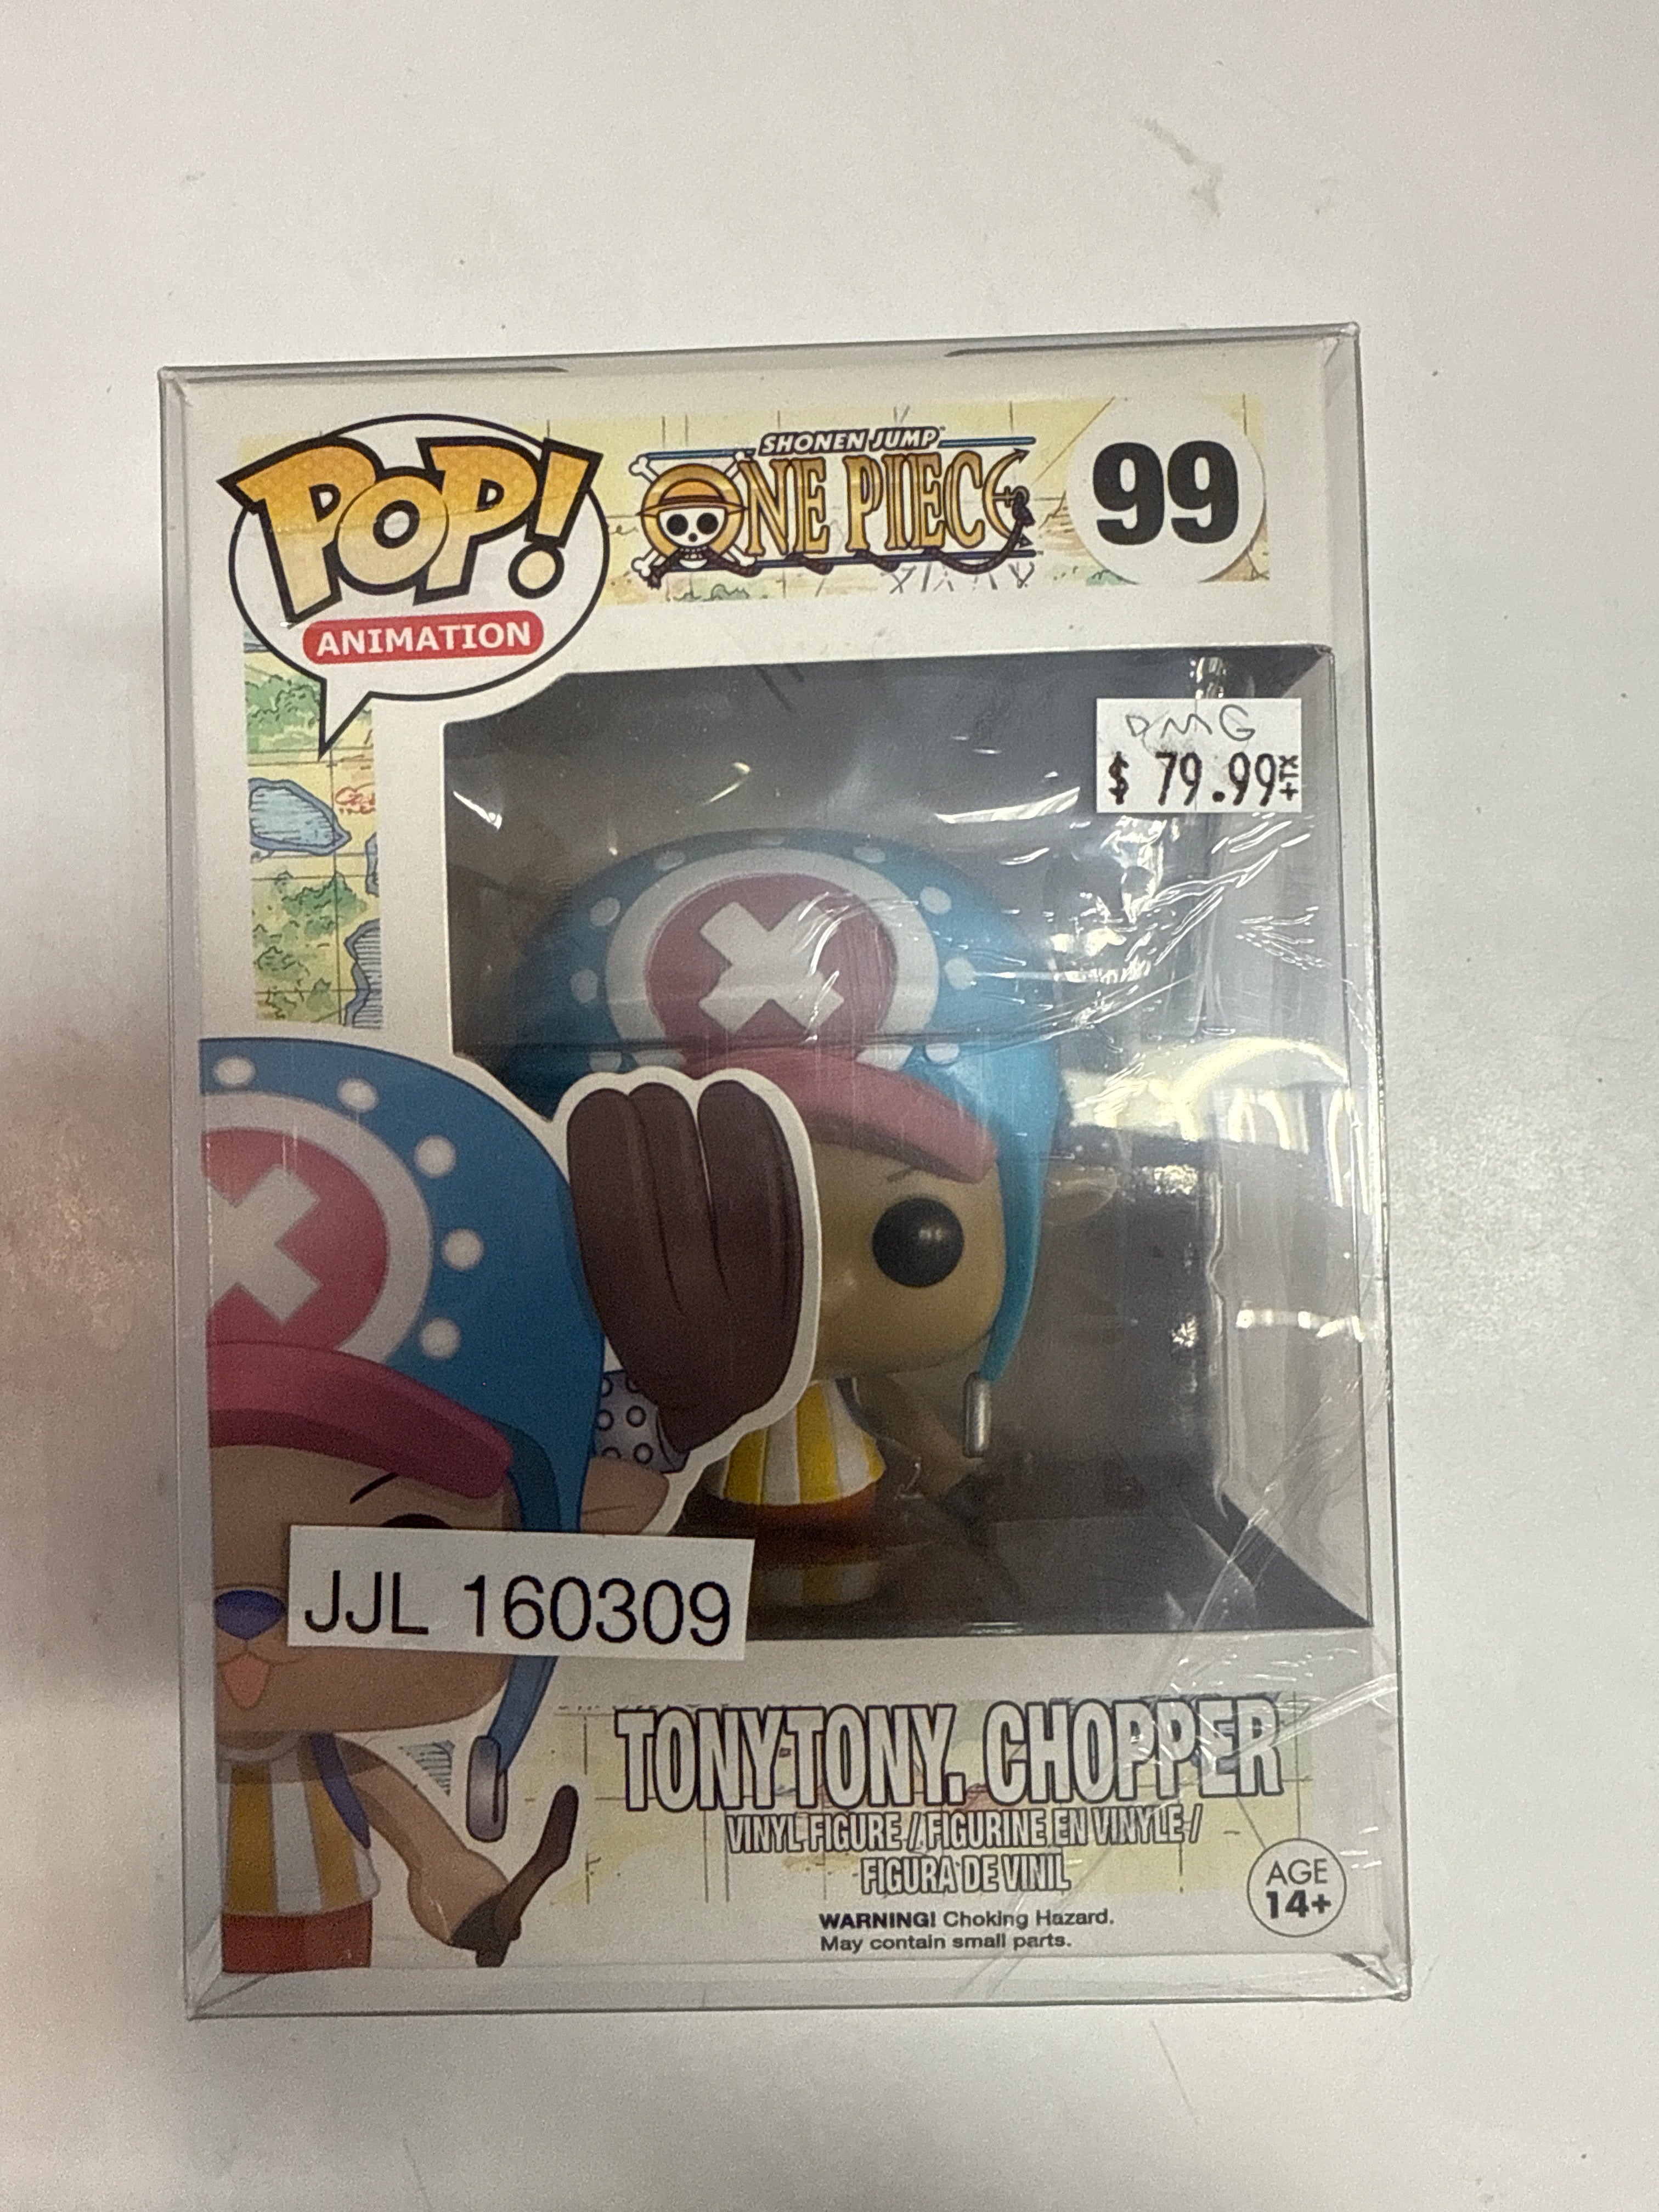 POP!
ANIMATION
SHONEN JUMP
ONE PIECE
99
DMG
$ 79.99
JJL 160309
TONYTONY. CHOPPER
VINYL FIGURE / FIGURINE EN VINYLE /
FIGURA DE VINIL
WARNING! Choking Hazard.
May contain small parts.
AGE
14+